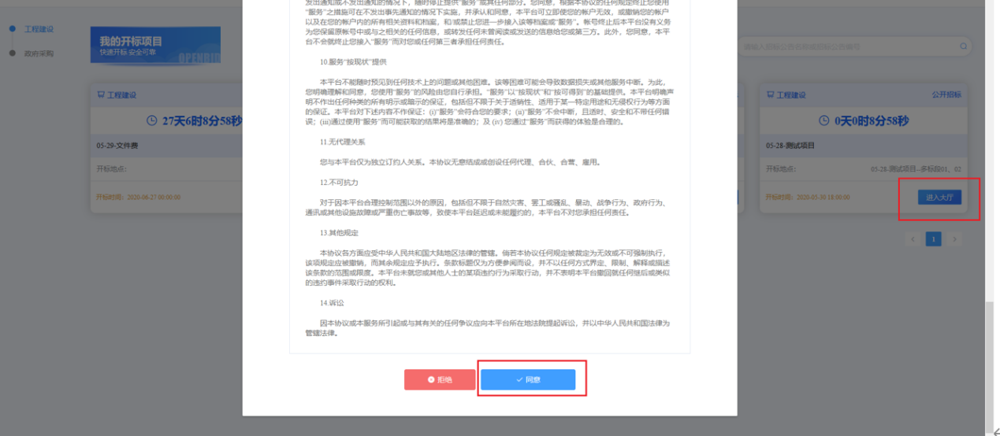 发出通知或不发出通知的情况下，随时停止提供"服务"或其任何部分。您同意，根据本协议的任何规定终止您使用
"服务"之措施可在不发出事先通知的情况下实施，并承认和同意，本平台可立即使您的帐户无效，或撤销您的帐户
以及在您的帐户内的所有相关资料和档案，和/或禁止您进一步接入该等档案或"服务"。帐号终止后本平台没有义务
为您保留原帐号中或与之相关的任何信息，或转发任何未曾阅读或发送的信息给您或第三方。此外，您同意，本平
台不会就终止您接入"服务"而对您或任何第三者承担任何责任。
10.服务"按现状"提供
本平台不能随时预见到任何技术上的问题或其他困难。该等困难可能会导致数据损失或其他服务中断。为此，
您明确理解和同意，您使用"服务"的风险由您自行承担。"服务"以"按现状"和"按可得到"的基础提供。本平台明确声
明不作出任何种类的所有明示或暗示的保证，包括但不限于关于适销性、适用于某一特定用途和无侵权行为等方面
的保证。本平台对下述内容不作保证：(i)"服务"会符合您的要求；(ii)"服务"不会中断，且适时、安全和不带任何错
误；(iii)通过使用"服务"而可能获取的结果将是准确的；及 (iv) 您通过"服务"而获得的体验是合理的。
11.无代理关系
您与本平台仅为独立订约人关系。本协议无意结成或创设任何代理、合伙、合营、雇用。
12.不可抗力
对于因本平台合理控制范围以外的原因，包括但不限于自然灾害、罢工或骚乱、暴动、战争行为、政府行为、
通讯或其他设施故障或严重伤亡事故等，致使本平台延迟或未能履约的，本平台不对您承担任何责任。
13.其他规定
本协议各方面应受中华人民共和国大陆地区法律的管辖。倘若本协议任何规定被裁定为无效或不可强制执行，
该项规定应被撤销，而其余规定应予执行。条款标题仅为方便参阅而设，并不以任何方式界定、限制、解释或描述
该条款的范围或限度。本平台未就您或其他人士的某项违约行为采取行动，并不表明本平台撤回就任何继后或类似
的违约事件采取行动的权利。
14.诉讼
因本协议或本服务所引起或与其有关的任何争议应向本平台所在地法院提起诉讼，并以中华人民共和国法律为
管辖法律。
拒绝
同意
工程建设
政府采购
我的开标项目
快速开标 安全可靠
OPENBID
请输入招标公告名称或招标公告编号
工程建设
27天6时8分58秒
05-29-文件费
开标地点：
开标时间：2020-06-27 00:00:00
工程建设
公开招标
0天0时8分58秒
05-28-测试项目
开标地点：
05-28-测试项目--多标段01、02
开标时间：2020-05-30 18:00:00
进入大厅
1